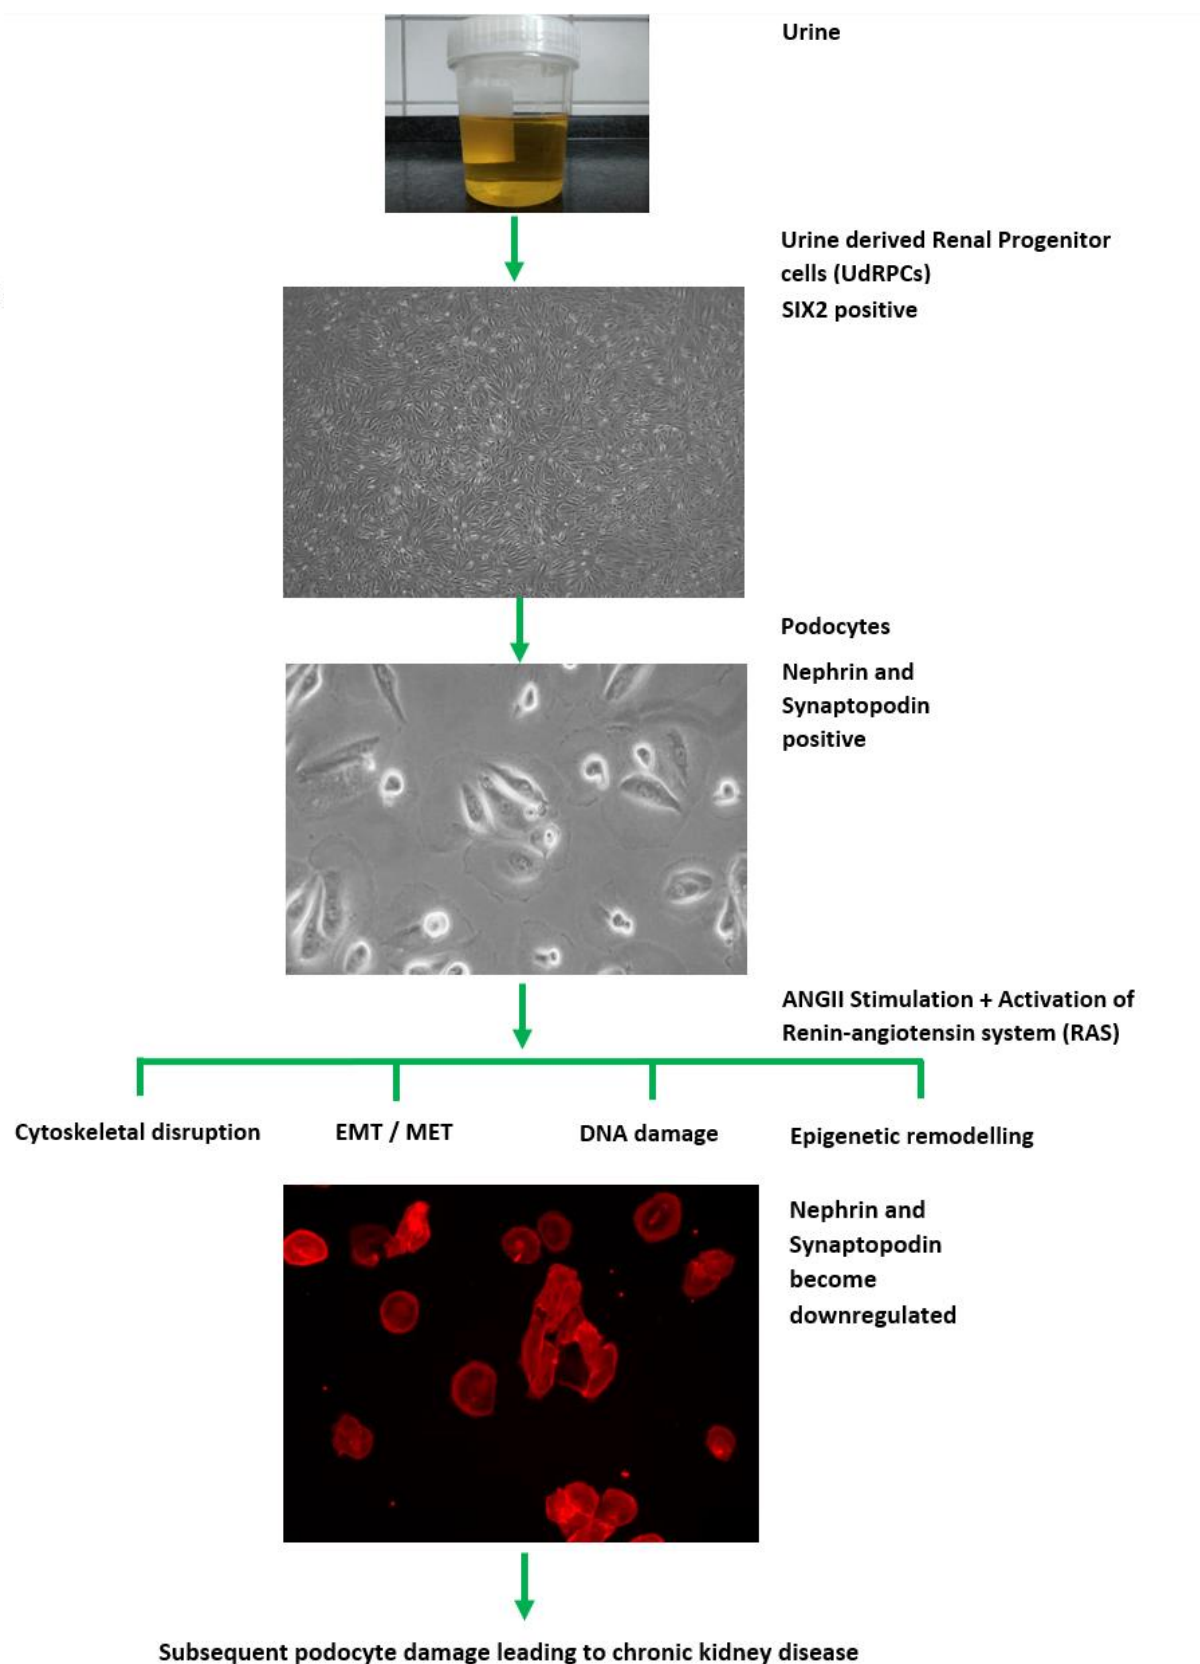 Urine
Urine derived Renal Progenitor
cells (UdRPCs)
SIX2 positive
Podocytes
Nephrin and
Synaptopodin
positive
ANGII Stimulation + Activation of
Renin-angiotensin system (RAS)
Cytoskeletal disruption
EMT / MET
DNA damage
Epigenetic remodelling
Nephrin and
Synaptopodin
become
downregulated
Subsequent podocyte damage leading to chronic kidney disease